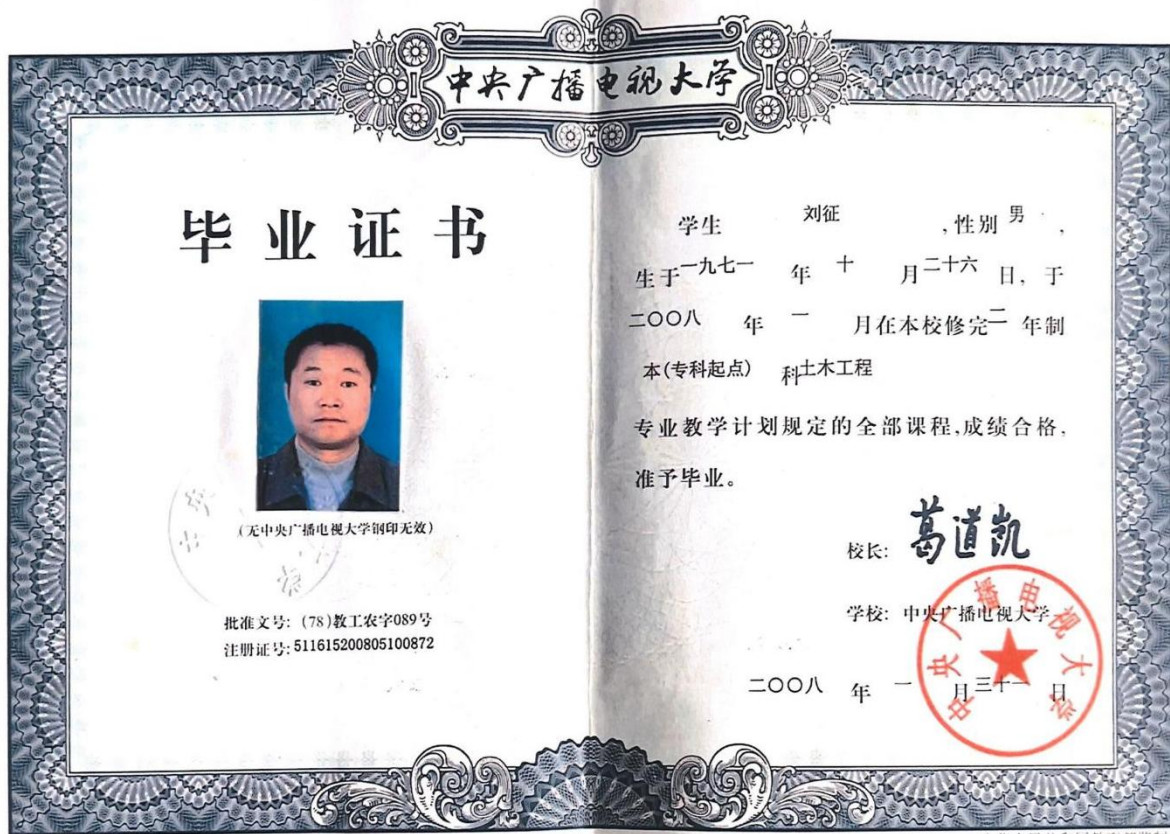 中央广播电视大学
毕业证书
(无中央广播电视大学钢印无效)
批准文号: (78)教工农字089号
注册证号: 511615200805100872
学生 刘征 ,性别 男 ,
生于 一九七一 年 十 月 二十六 日, 于
二〇〇八 年 一 月在本校修完 二 年制
本(专科起点) 科 土木工程
专业教学计划规定的全部课程,成绩合格,
准予毕业。
校长: 葛道凯
学校: 中央广播电视大学
二〇〇八 年 一 月 三十一 日
中央广播电视大学